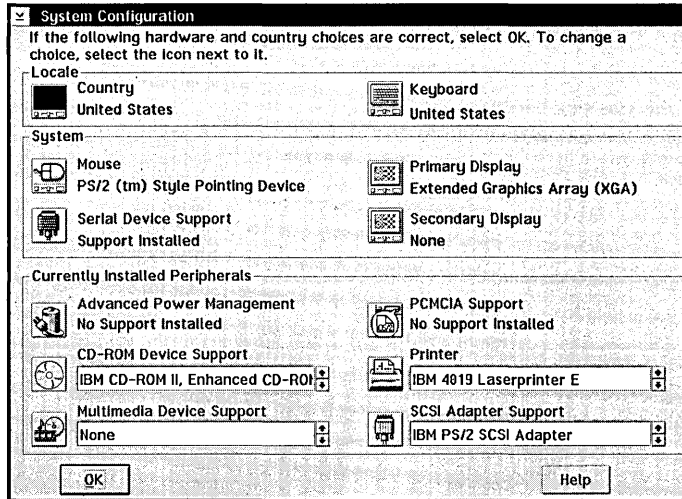 System Configuration
If the following hardware and country choices are correct, select OK. To change a
choice, select the icon next to it.
Locale
Country
United States
Keyboard
United States
System
Mouse
PS/2 (tm) Style Pointing Device
Primary Display
Extended Graphics Array (XGA)
Serial Device Support
Support Installed
Secondary Display
None
Currently Installed Peripherals
Advanced Power Management
No Support Installed
PCMCIA Support
No Support Installed
CD-ROM Device Support
IBM CD-ROM II, Enhanced CD-ROM
Printer
IBM 4019 Laserprinter E
Multimedia Device Support
None
SCSI Adapter Support
IBM PS/2 SCSI Adapter
OK
Help